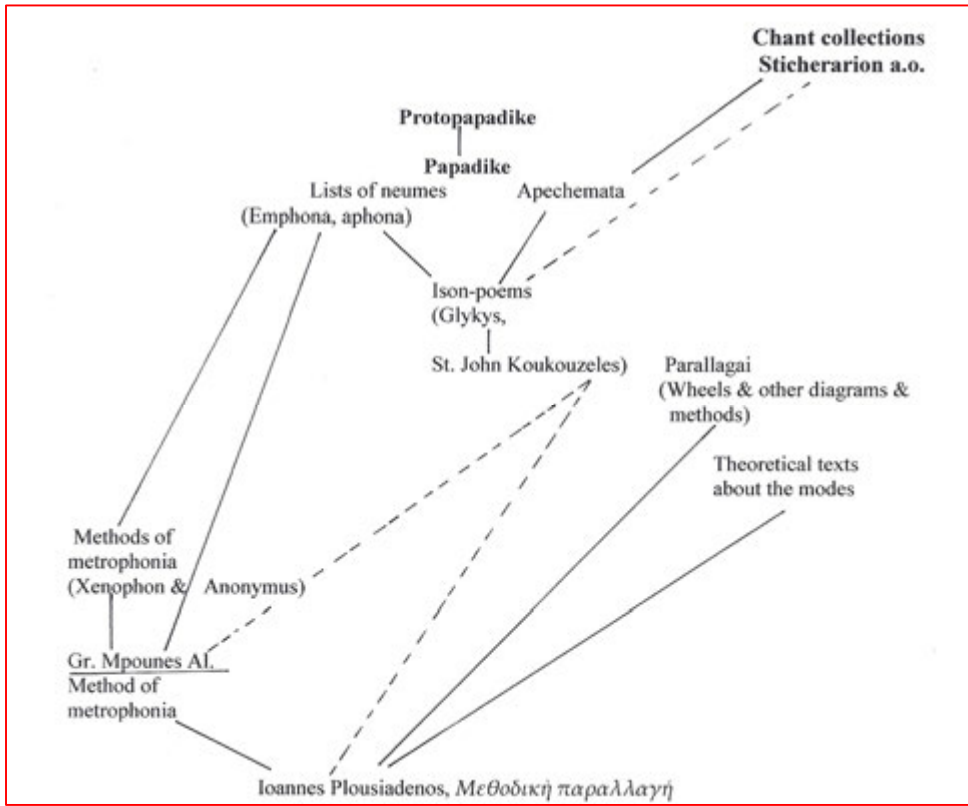 Chant collections
Sticherarion a.o.
Protopapadike
Papadike
Lists of neumes
(Emphona, aphona)
Apechemata
Ison-poems
(Glykys,
St. John Koukouzeles)
Parallagai
(Wheels & other diagrams &
methods)
Theoretical texts
about the modes
Methods of
metrophonia
(Xenophon & Anonymus)
Gr. Mpounes Al.
Method of
metrophonia
Ioannes Plousiadenos, Μεθοδικὴ παραλλαγή